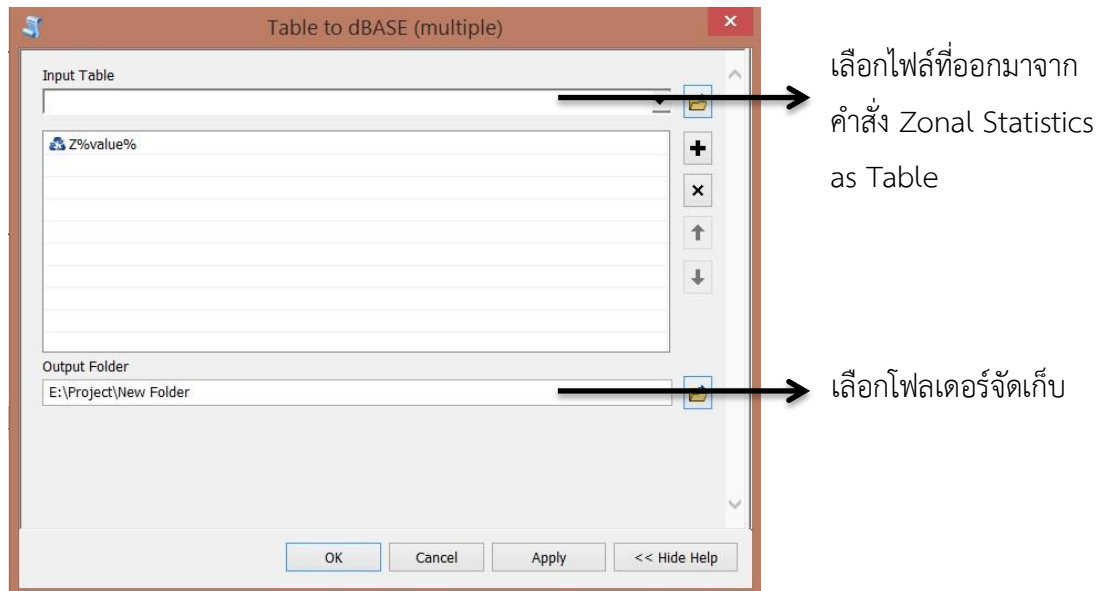 Table to dBASE (multiple)
Input Table
Z%value%
Output Folder
E:\Project\New Folder
OK
Cancel
Apply
<< Hide Help
เลือกไฟล์ที่ออกมาจาก
คำสั่ง Zonal Statistics
as Table
เลือกโฟลเดอร์จัดเก็บ